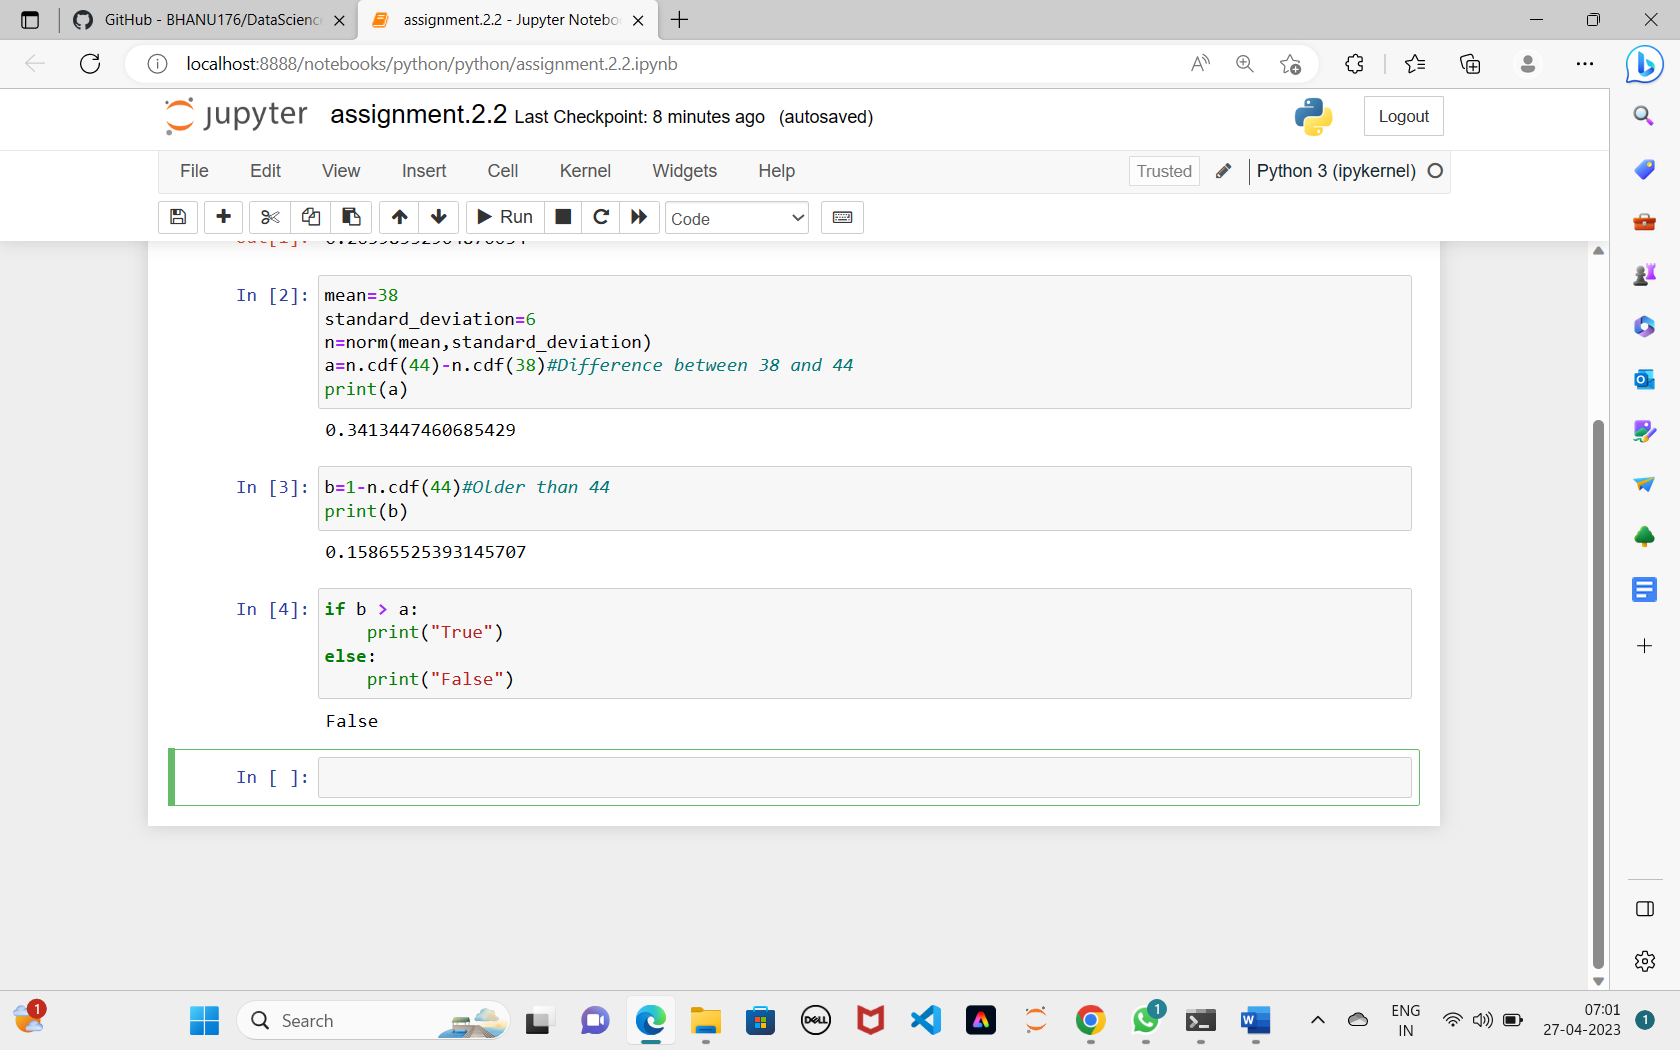 GitHub - BHANU176/DataScienc
assignment.2.2 - Jupyter Notebo
localhost:8888/notebooks/python/python/assignment.2.2.ipynb
jupyter assignment.2.2 Last Checkpoint: 8 minutes ago (autosaved)
Logout
File Edit View Insert Cell Kernel Widgets Help
Trusted Python 3 (ipykernel)
Run Code
In [2]: mean=38
standard_deviation=6
n=norm(mean,standard_deviation)
a=n.cdf(44)-n.cdf(38)#Difference between 38 and 44
print(a)
0.3413447460685429
In [3]: b=1-n.cdf(44)#Older than 44
print(b)
0.15865525393145707
In [4]: if b > a:
print("True")
else:
print("False")
False
In [ ]:
1
Search
DELL
1
ENG
IN
07:01
27-04-2023
1